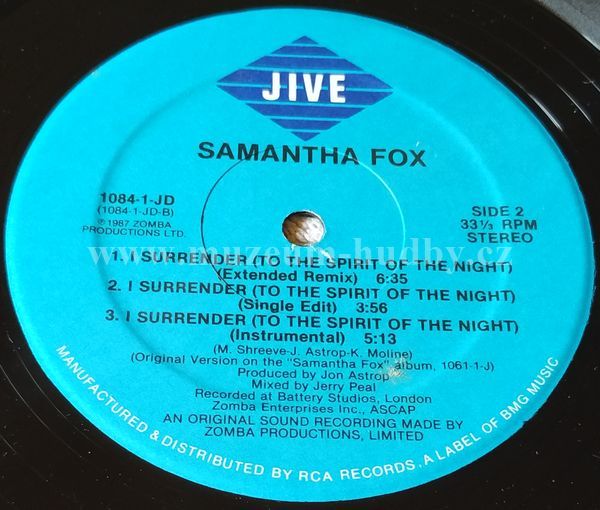 JIVE
SAMANTHA FOX
1084-1-JD
(1084-1-JD-B)
℗1987 ZOMBA
PRODUCTIONS LTD.
SIDE 2
33⅓ RPM
STEREO
www.muzeum-hudby.cz
1. I SURRENDER (TO THE SPIRIT OF THE NIGHT)
(Extended Remix) 6:35
2. I SURRENDER (TO THE SPIRIT OF THE NIGHT)
(Single Edit) 3:56
3. I SURRENDER (TO THE SPIRIT OF THE NIGHT)
(Instrumental) 5:13
(M. Shreeve-J. Astrop-K. Moline)
(Original Version on the "Samantha Fox" album, 1061-1-J)
Produced by Jon Astrop
Mixed by Jerry Peal
Recorded at Battery Studios, London
Zomba Enterprises Inc., ASCAP
AN ORIGINAL SOUND RECORDING MADE BY
ZOMBA PRODUCTIONS, LIMITED
MANUFACTURED & DISTRIBUTED BY RCA RECORDS. A LABEL OF BMG MUSIC